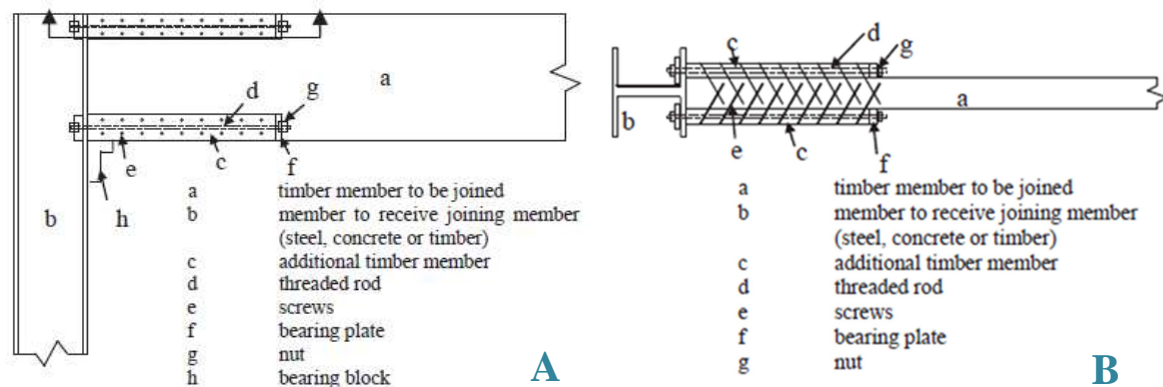 a
d
g
e
c
f
b
h
a timber member to be joined
b member to receive joining member
(steel, concrete or timber)
c additional timber member
d threaded rod
e screws
f bearing plate
g nut
h bearing block
A
c
d
g
b
a
e
c
f
a timber member to be joined
b member to receive joining member
(steel, concrete or timber)
c additional timber member
d threaded rod
e screws
f bearing plate
g nut
B